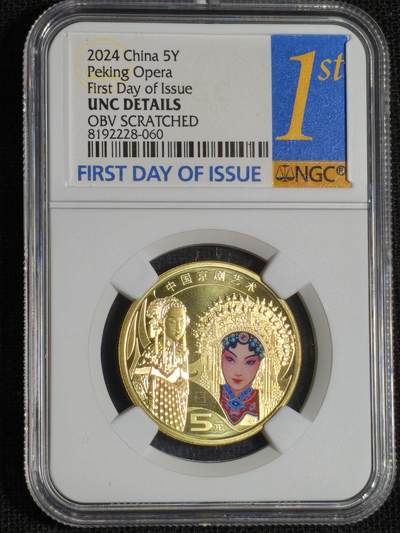 2024 China 5Y
Peking Opera
First Day of Issue
UNC DETAILS
OBV SCRATCHED
8192228-060
1st
FIRST DAY OF ISSUE
NGC®
中国京剧艺术
5元